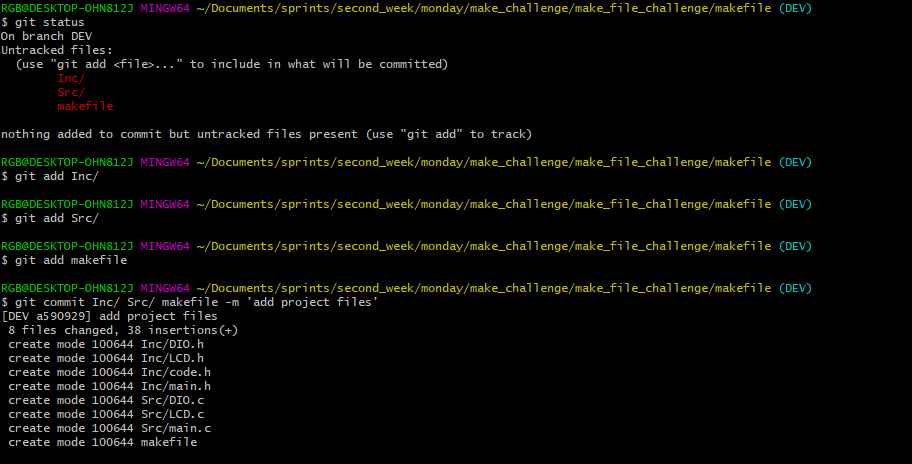 RGB@DESKTOP-OHN812J MINGW64 ~/Documents/sprints/second_week/monday/make_challenge/make_file_challenge/makefile (DEV)
$ git status
On branch DEV
Untracked files:
  (use "git add <file>..." to include in what will be committed)
        Inc/
        Src/
        makefile

nothing added to commit but untracked files present (use "git add" to track)

RGB@DESKTOP-OHN812J MINGW64 ~/Documents/sprints/second_week/monday/make_challenge/make_file_challenge/makefile (DEV)
$ git add Inc/

RGB@DESKTOP-OHN812J MINGW64 ~/Documents/sprints/second_week/monday/make_challenge/make_file_challenge/makefile (DEV)
$ git add Src/

RGB@DESKTOP-OHN812J MINGW64 ~/Documents/sprints/second_week/monday/make_challenge/make_file_challenge/makefile (DEV)
$ git add makefile

RGB@DESKTOP-OHN812J MINGW64 ~/Documents/sprints/second_week/monday/make_challenge/make_file_challenge/makefile (DEV)
$ git commit Inc/ Src/ makefile -m 'add project files'
[DEV a590929] add project files
 8 files changed, 38 insertions(+)
 create mode 100644 Inc/DIO.h
 create mode 100644 Inc/LCD.h
 create mode 100644 Inc/code.h
 create mode 100644 Inc/main.h
 create mode 100644 Src/DIO.c
 create mode 100644 Src/LCD.c
 create mode 100644 Src/main.c
 create mode 100644 makefile